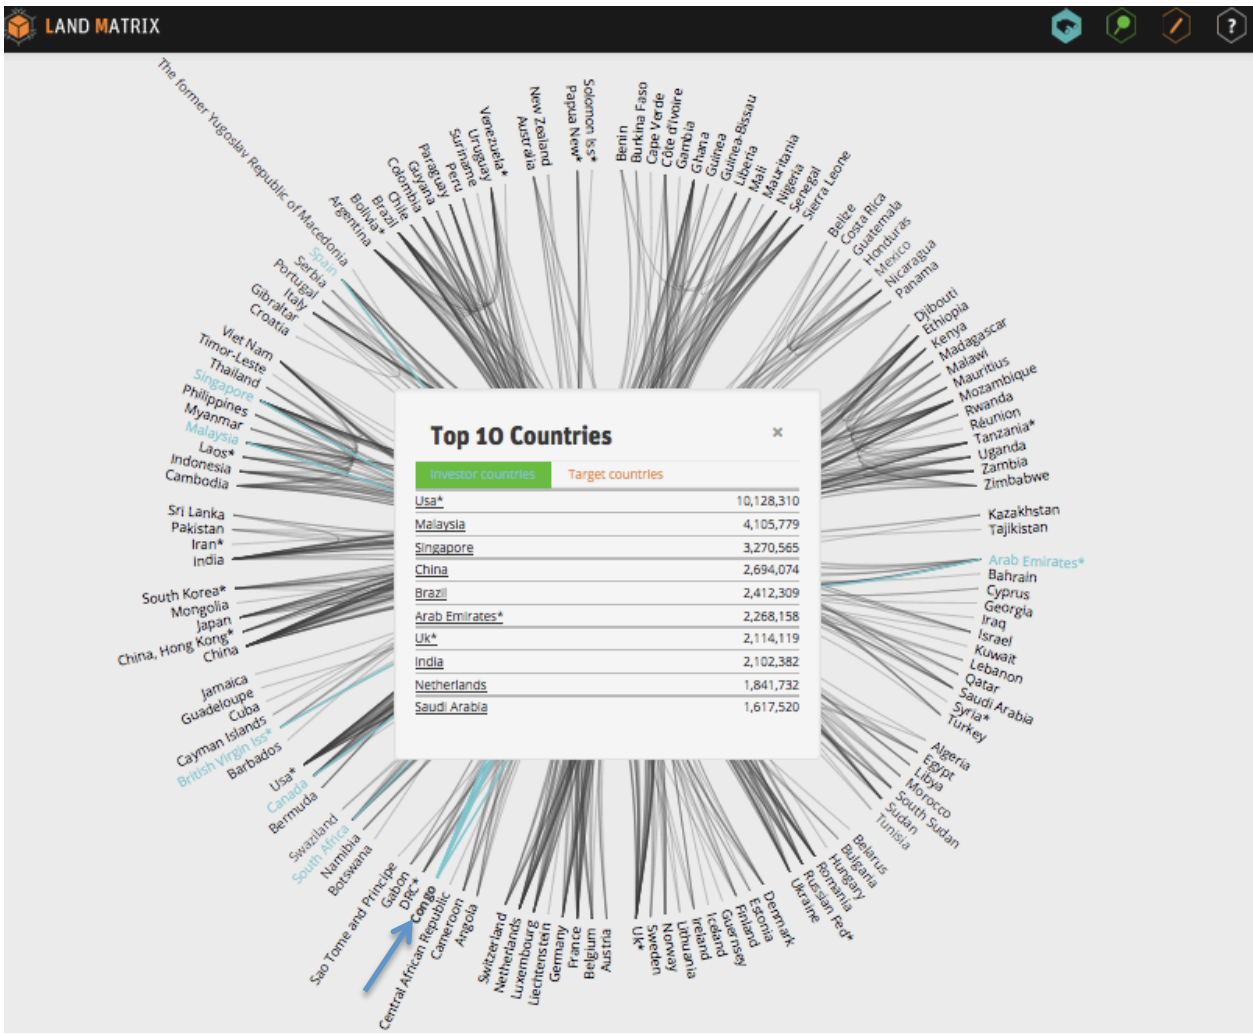 LAND MATRIX
?
The former Yugoslav Republic of Macedonia
Spain
Serbia
Portugal
Italy
Gibraltar
Croatia
Viet Nam
Timor-Leste
Thailand
Singapore
Philippines
Myanmar
Malaysia
Laos*
Indonesia
Cambodia
Sri Lanka
Pakistan
Iran*
India
South Korea*
Mongolia
Japan
China, Hong Kong*
China
Jamaica
Guadeloupe
Cuba
Cayman Islands
British Virgin Iss*
Barbados
Usa*
Canada
Bermuda
Swaziland
South Africa
Namibia
Botswana
Sao Tome and Principe
Gabon
DRC*
Congo
Central African Republic
Cameroon
Angola
Switzerland
Netherlands
Luxembourg
Liechtenstein
Germany
France
Belgium
Austria
Uk*
Sweden
Norway
Lithuania
Ireland
Iceland
Guernsey
Finland
Estonia
Denmark
Ukraine
Russian Fed*
Romania
Hungary
Bulgaria
Belarus
Tunisia
Sudan
South Sudan
Morocco
Libya
Egypt
Algeria
Turkey
Syria*
Saudi Arabia
Qatar
Lebanon
Kuwait
Israel
Iraq
Georgia
Cyprus
Bahrain
Arab Emirates*
Tajikistan
Kazakhstan
Zimbabwe
Zambia
Uganda
Tanzania*
Réunion
Rwanda
Mozambique
Mauritius
Malawi
Madagascar
Kenya
Ethiopia
Djibouti
Panama
Nicaragua
Mexico
Honduras
Guatemala
Costa Rica
Belize
Sierra Leone
Senegal
Nigeria
Mauritania
Mali
Liberia
Guinea-Bissau
Guinea
Ghana
Gambia
Côte d'Ivoire
Cape Verde
Burkina Faso
Benin
Solomon Iss*
Papua New*
New Zealand
Australia
Venezuela*
Uruguay
Suriname
Peru
Paraguay
Guyana
Colombia
Chile
Brazil
Bolivia*
Argentina
Top 10 Countries ×
Investor countries Target countries
Usa* 10,128,310
Malaysia 4,105,779
Singapore 3,270,565
China 2,694,074
Brazil 2,412,309
Arab Emirates* 2,268,158
Uk* 2,114,119
India 2,102,382
Netherlands 1,841,732
Saudi Arabia 1,617,520